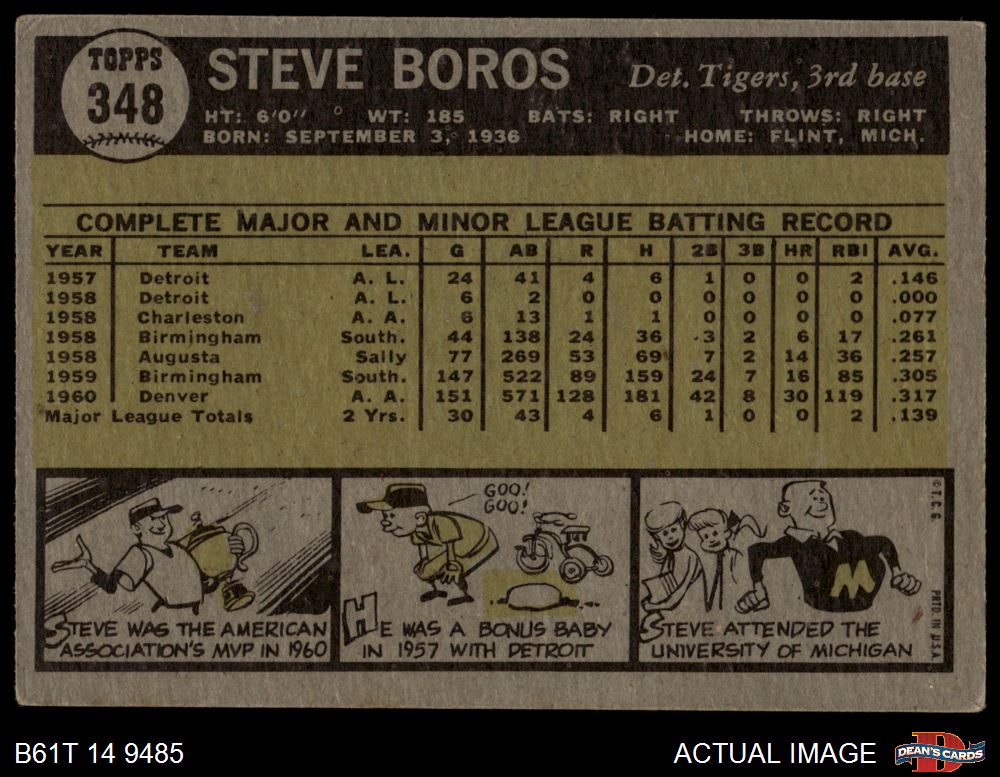 TOPPS
348
STEVE BOROS
Det. Tigers, 3rd base
HT: 6'0" WT: 185 BATS: RIGHT THROWS: RIGHT
BORN: SEPTEMBER 3, 1936 HOME: FLINT, MICH.
COMPLETE MAJOR AND MINOR LEAGUE BATTING RECORD
YEAR TEAM LEA. G AB R H 2B 3B HR RBI AVG.
1957 Detroit A. L. 24 41 4 6 1 0 0 2 .146
1958 Detroit A. L. 6 2 0 0 0 0 0 0 .000
1958 Charleston A. A. 6 13 1 1 0 0 0 0 .077
1958 Birmingham South. 44 138 24 36 3 2 6 17 .261
1958 Augusta Sally 77 269 53 69 7 2 14 36 .257
1959 Birmingham South. 147 522 89 159 24 7 16 85 .305
1960 Denver A. A. 151 571 128 181 42 8 30 119 .317
Major League Totals 2 Yrs. 30 43 4 6 1 0 0 2 .139
STEVE WAS THE AMERICAN
ASSOCIATION'S MVP IN 1960
GOO!
GOO!
HE WAS A BONUS BABY
IN 1957 WITH DETROIT
M
STEVE ATTENDED THE
UNIVERSITY OF MICHIGAN
© T. C. G.
PRTD. IN U.S.A.
B61T 14 9485
ACTUAL IMAGE
D
DEAN'S CARDS